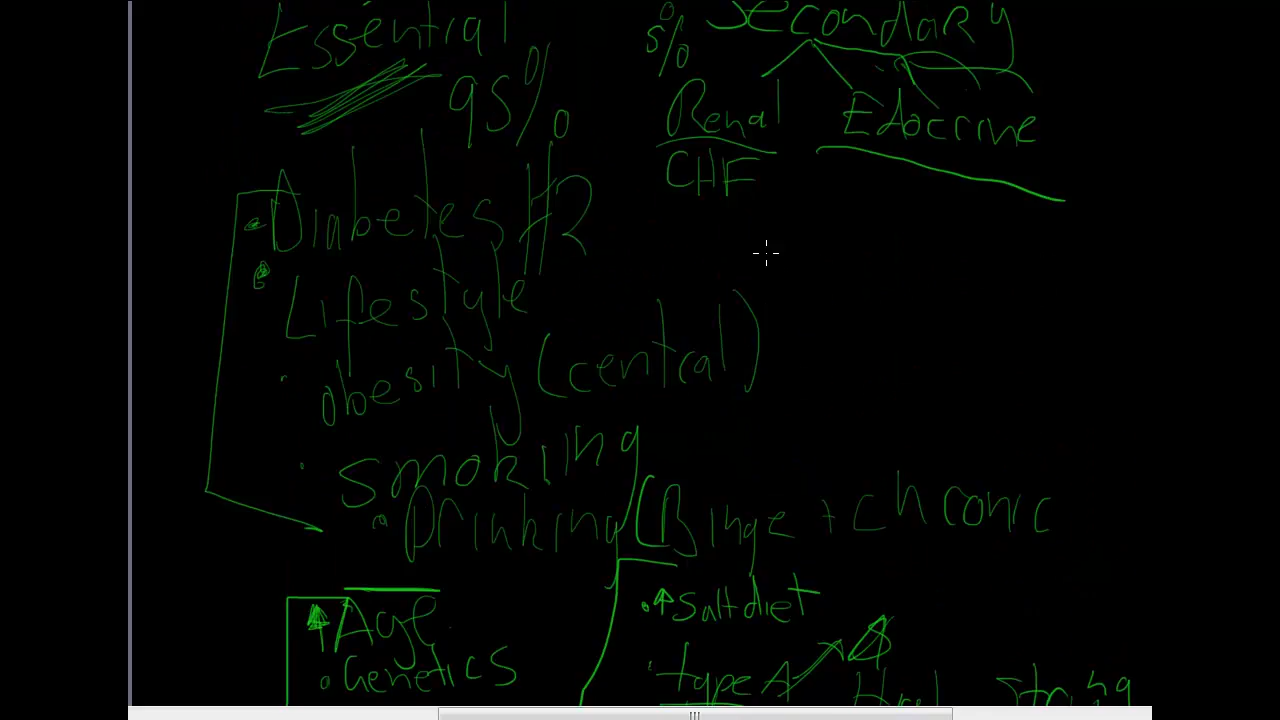 Essential
95%
5%
Secondary
Renal
Edocrine
CHF
Diabetes #2
Lifestyle
obesity (central)
smoking
Drinking (Binge + chronic
↑ Age
Genetics
↑ Salt diet
type A